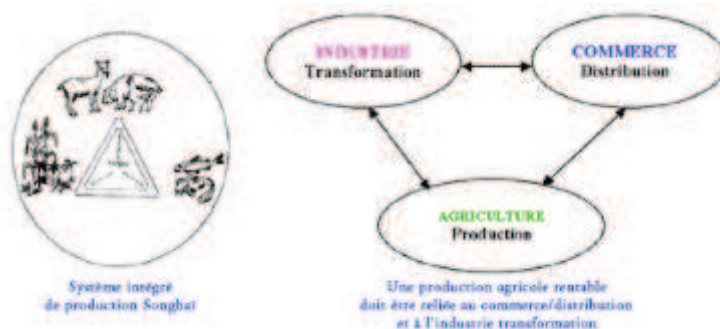 INDUSTRIE
Transformation
COMMERCE
Distribution
AGRICULTURE
Production
Système intégré
de production Songhaï
Une production agricole rentable
doit être reliée au commerce/distribution
et à l'industrie transformation